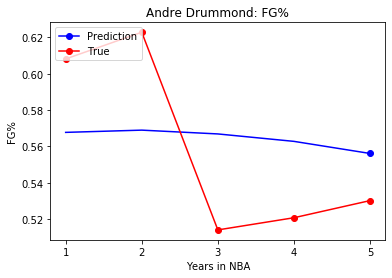 Andre Drummond: FG%
Prediction
True
FG%
0.62
0.60
0.58
0.56
0.54
0.52
1 2 3 4 5
Years in NBA